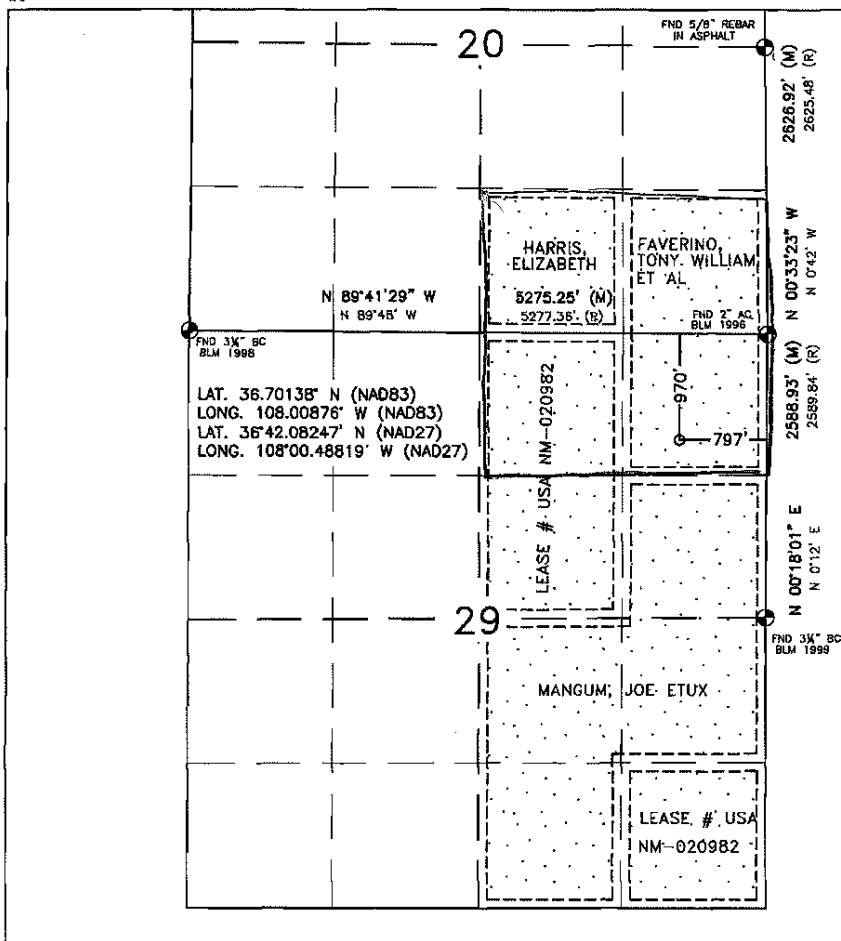 20
FND 5/8" REBAR
IN ASPHALT
2626.92' (M)
2625.48' (R)
HARRIS,
ELIZABETH
FAVERINO,
TONY. WILLIAM
ET AL
N 00°33'23" W
N 0°42' W
N 89°41'29" W
N 89°48' W
5275.25' (M)
5277.36' (R)
FND 2" AC.
BLM 1996
FND 3¼" BC
BLM 1998
2588.93' (M)
2589.84' (R)
970'
797'
LAT. 36.70138° N (NAD83)
LONG. 108.00876° W (NAD83)
LAT. 36°42.08247' N (NAD27)
LONG. 108°00.48819' W (NAD27)
LEASE # USA NM-020982
N 00°18'01" E
N 0°12' E
29
FND 3¼" BC
BLM 1999
MANGUM, JOE ETUX
LEASE # USA
NM-020982